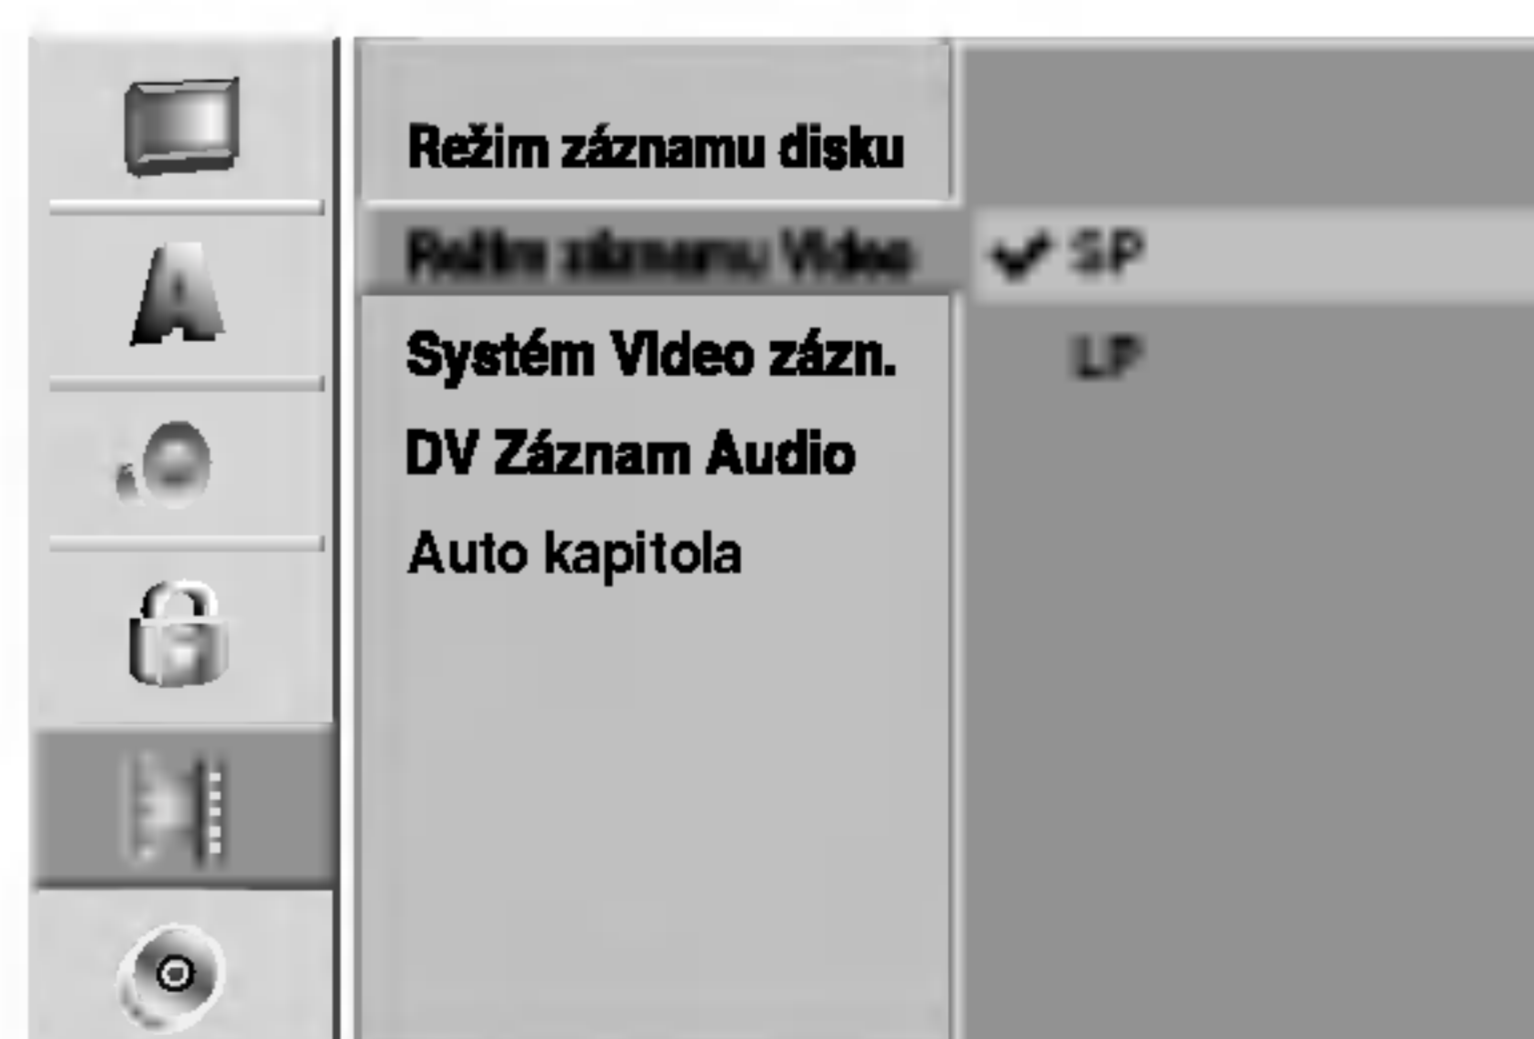 Režim záznamu disku
Režim záznamu Video
SP
LP
Systém Video zázn.
DV Záznam Audio
Auto kapitola